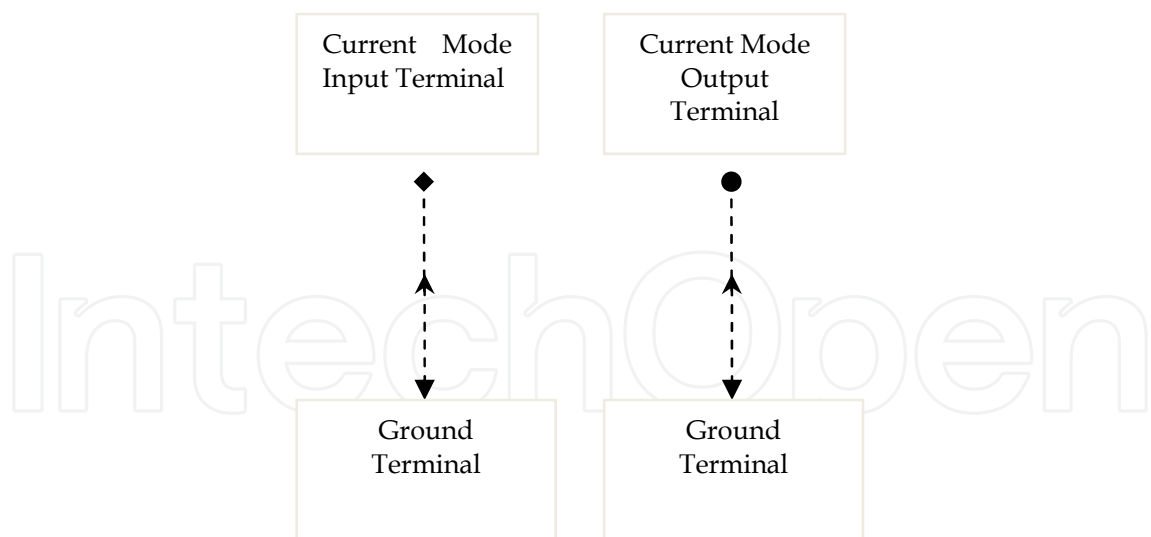 Current Mode
Input Terminal
Current Mode
Output
Terminal
IntechOpen
Ground
Terminal
Ground
Terminal